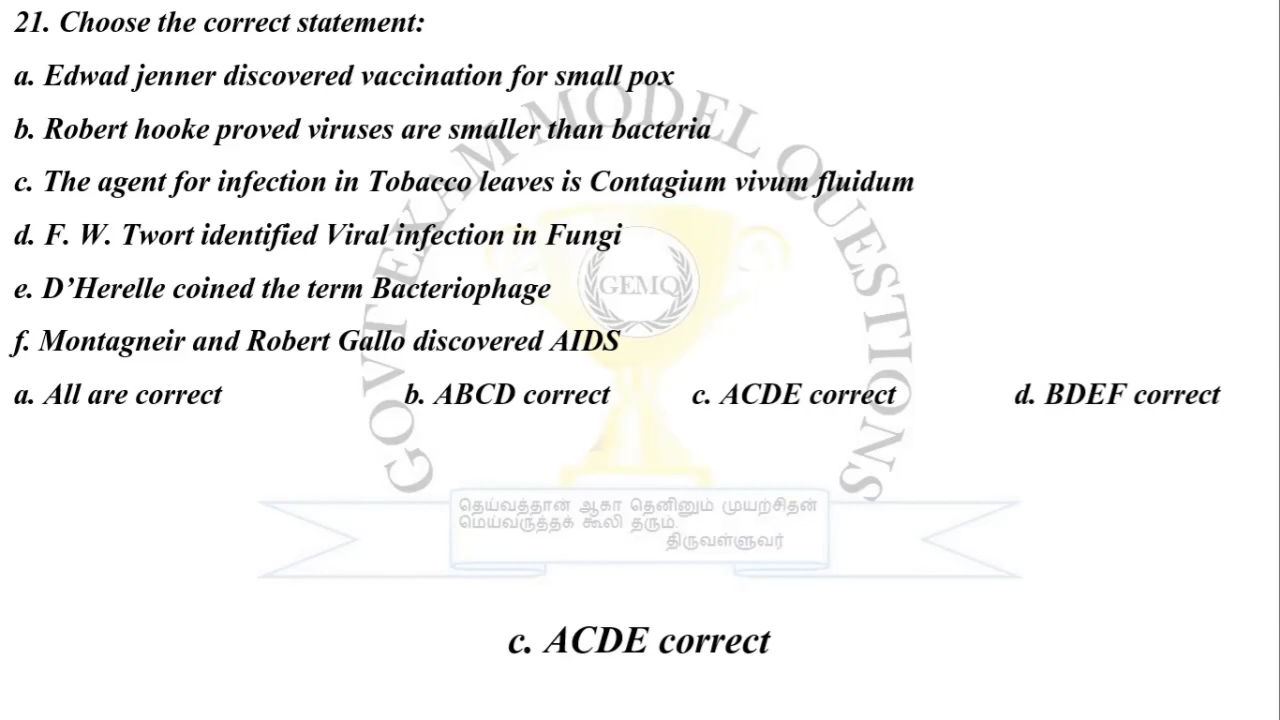 21. Choose the correct statement:
a. Edwad jenner discovered vaccination for small pox
b. Robert hooke proved viruses are smaller than bacteria
c. The agent for infection in Tobacco leaves is Contagium vivum fluidum
d. F. W. Twort identified Viral infection in Fungi
e. D’Herelle coined the term Bacteriophage
f. Montagneir and Robert Gallo discovered AIDS
a. All are correct b. ABCD correct c. ACDE correct d. BDEF correct
GOVT EXAM MODEL QUESTIONS
GEMQ
தெய்வத்தான் ஆகா தெனினும் முயற்சிதன்
மெய்வருத்தக் கூலி தரும்.
திருவள்ளுவர்
c. ACDE correct